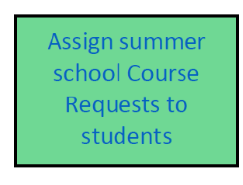 Assign summer
school Course
Requests to
students